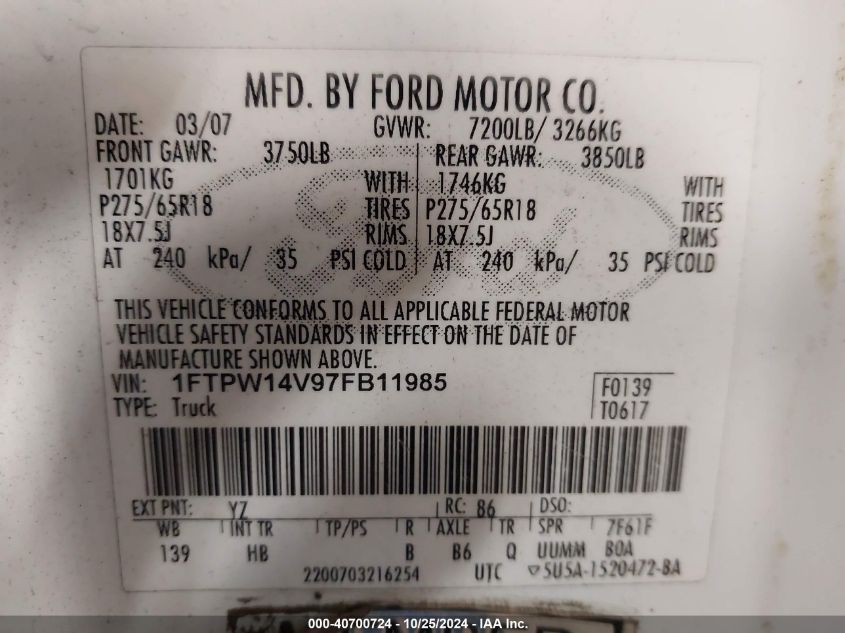 MFD. BY FORD MOTOR CO.
DATE: 03/07 GVWR: 7200LB/ 3266KG
FRONT GAWR: 3750LB REAR GAWR: 3850LB
1701KG WITH 1746KG WITH
P275/65R18 TIRES P275/65R18 TIRES
18X7.5J RIMS 18X7.5J RIMS
AT 240 kPa/ 35 PSI COLD AT 240 kPa/ 35 PSI COLD
THIS VEHICLE CONFORMS TO ALL APPLICABLE FEDERAL MOTOR
VEHICLE SAFETY STANDARDS IN EFFECT ON THE DATE OF
MANUFACTURE SHOWN ABOVE.
VIN: 1FTPW14V97FB11985 F0139
TYPE: Truck T0617
EXT PNT: YZ RC: 86 DSO:
WB INT TR TP/PS R AXLE TR SPR 7F61F
139 HB B B6 Q UUMM BOA
2200703216254 UTC 5U5A-1520472-BA
000-40700724 - 10/25/2024 - IAA Inc.